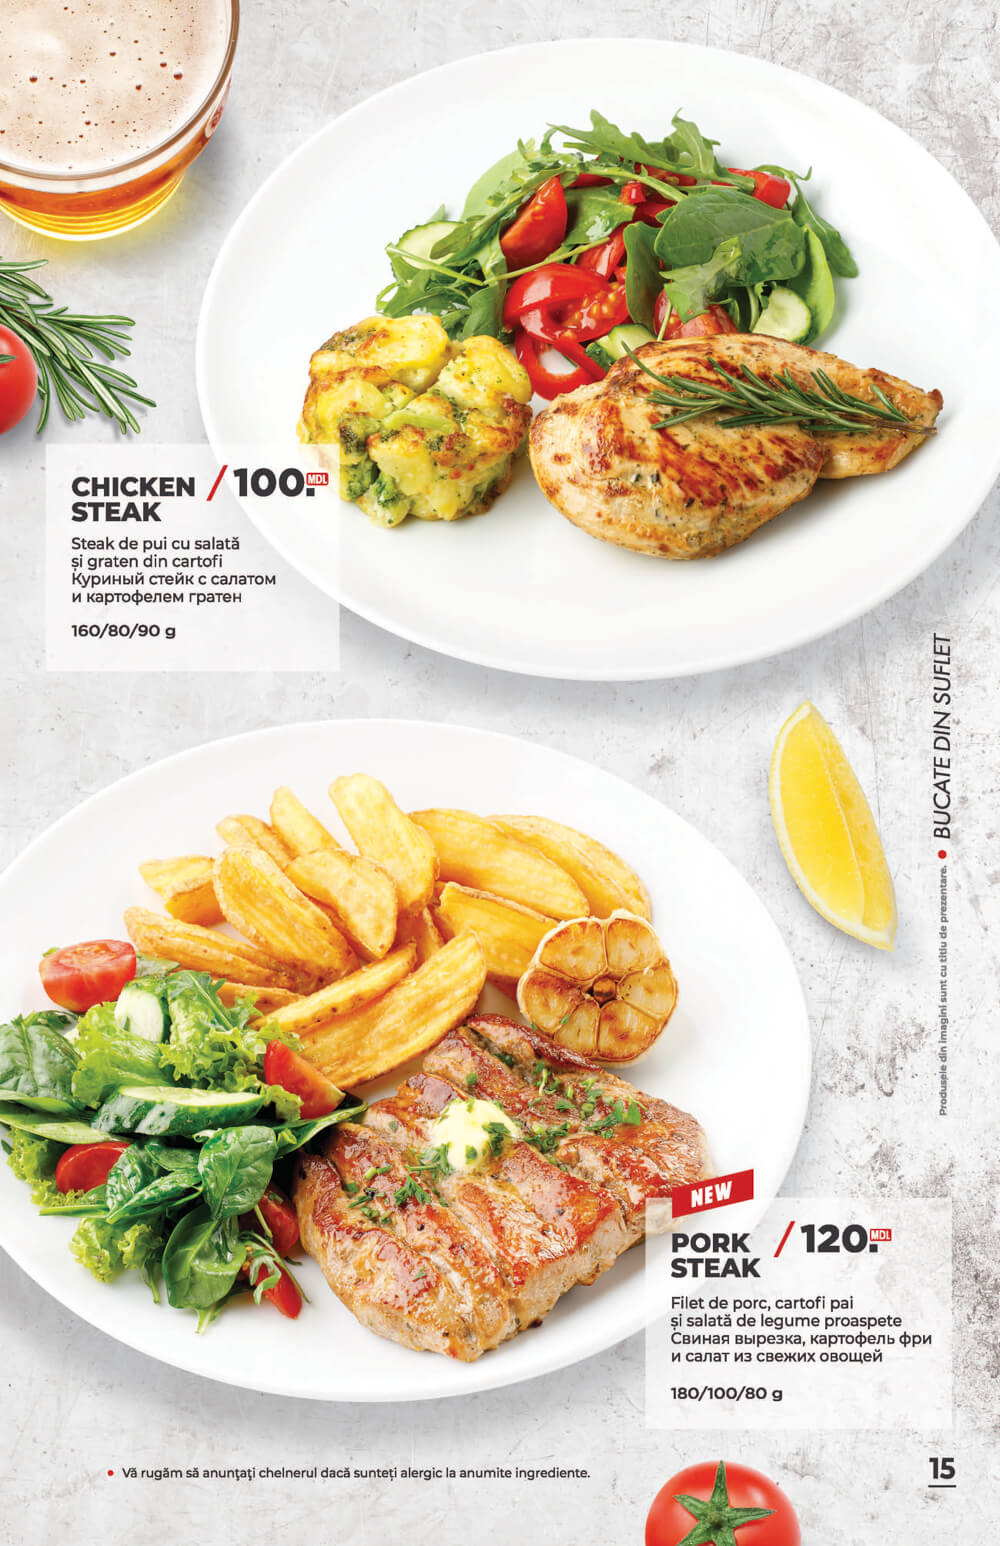 CHICKEN / 100. MDL
STEAK
Steak de pui cu salată
și graten din cartofi
Куриный стейк с салатом
и картофелем гратен
160/80/90 g
BUCATE DIN SUFLET
Produsele din imagini sunt cu titlu de prezentare.
NEW
PORK / 120. MDL
STEAK
Filet de porc, cartofi pai
și salată de legume proaspete
Свиная вырезка, картофель фри
и салат из свежих овощей
180/100/80 g
• Vă rugăm să anunțați chelnerul dacă sunteți alergic la anumite ingrediente.
15